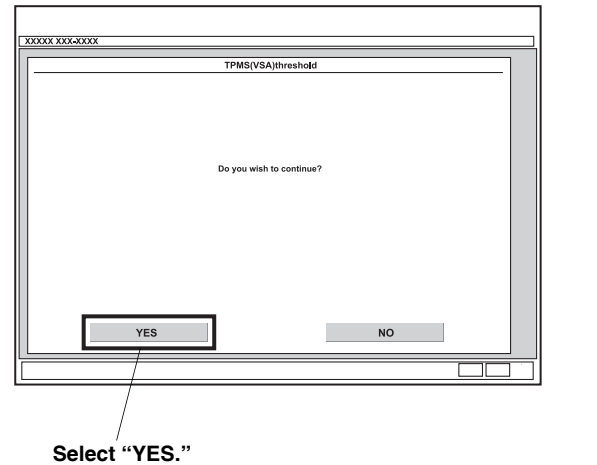 XXXXX XXX-XXXX
TPMS(VSA)threshold
Do you wish to continue?
YES
NO
Select “YES.”